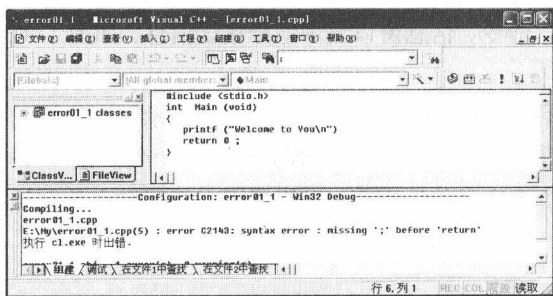 error01_1 - Microsoft Visual C++ - [error01_1.cpp]
文件(F) 编辑(E) 查看(V) 插入(I) 工程(P) 组建(B) 工具(T) 窗口(W) 帮助(H)
[Globals] [All global members] Main
error01_1 classes
ClassV... FileView
#include <stdio.h>
int Main (void)
{
printf ("Welcome to You\n")
return 0 ;
}
--------------------Configuration: error01_1 - Win32 Debug--------------------
Compiling...
error01_1.cpp
E:\My\error01_1.cpp(5) : error C2143: syntax error : missing ';' before 'return'
执行 cl.exe 时出错.
组建 调试 在文件1中查找 在文件2中查找
行 6, 列 1 REC COL 覆盖 读取